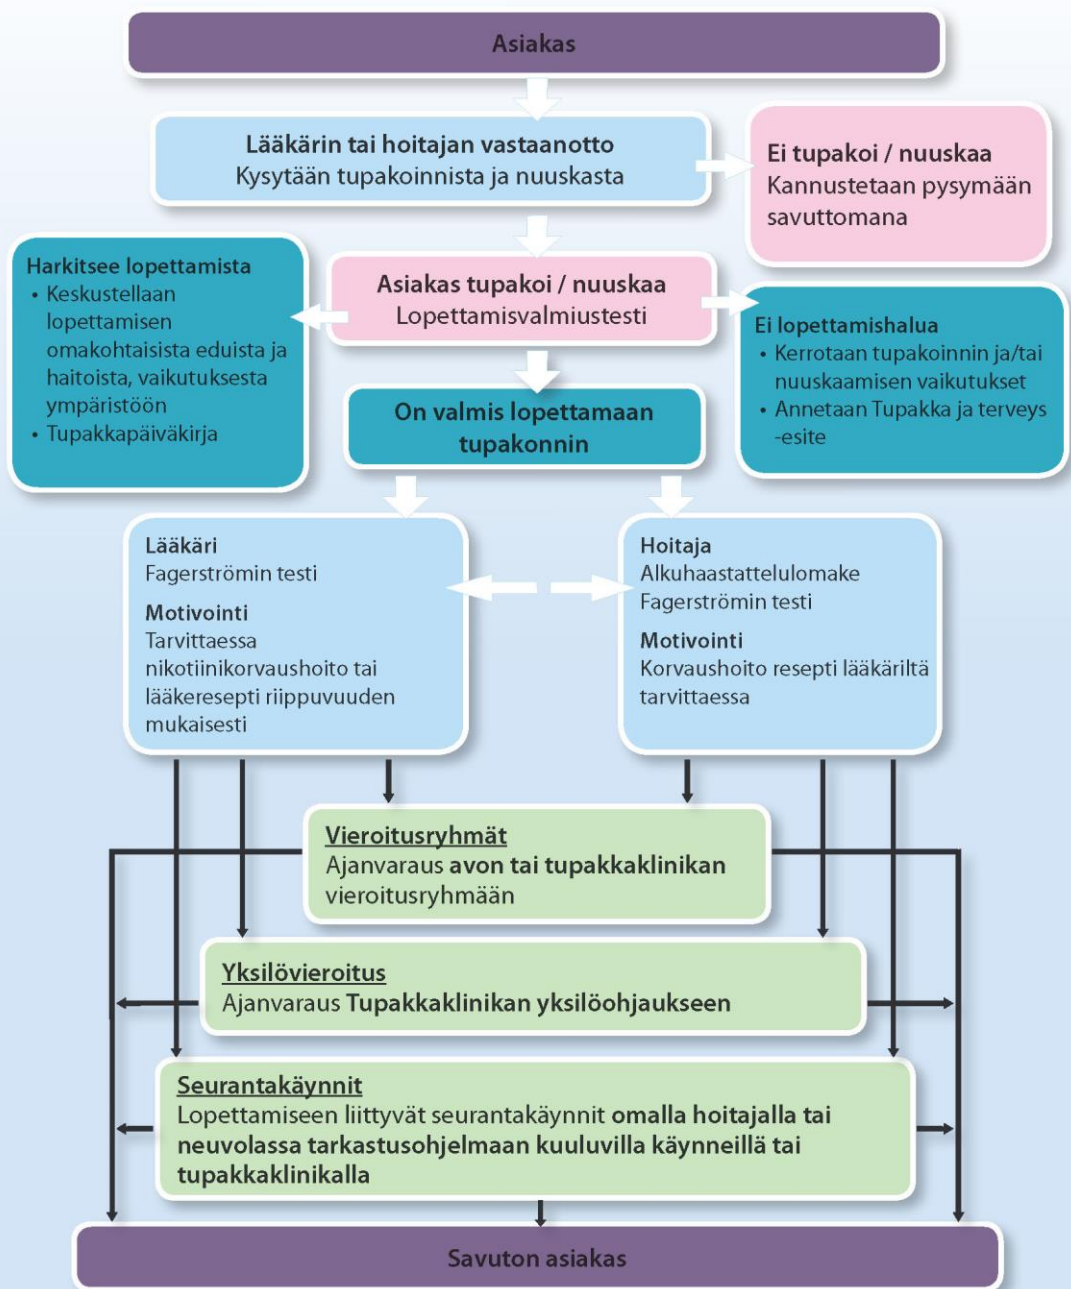 Asiakas
Lääkärin tai hoitajan vastaanotto
Kysytään tupakoinnista ja nuuskasta
Ei tupakoi / nuuskaa
Kannustetaan pysymään
savuttomana
Harkitsee lopettamista
• Keskustellaan
lopettamisen
omakohtaisista eduista ja
haitoista, vaikutuksesta
ympäristöön
• Tupakkapäiväkirja
Asiakas tupakoi / nuuskaa
Lopettamisvalmiustesti
Ei lopettamishalua
• Kerrotaan tupakoinnin ja/tai
nuuskaamisen vaikutukset
• Annetaan Tupakka ja terveys
-esite
On valmis lopettamaan
tupakonnin
Lääkäri
Fagerströmin testi
Motivointi
Tarvittaessa
nikotiinikorvaushoito tai
lääkeresepti riippuvuuden
mukaisesti
Hoitaja
Alkuhaastattelulomake
Fagerströmin testi
Motivointi
Korvaushoito resepti lääkäriltä
tarvittaessa
Vieroitusryhmät
Ajanvaraus avon tai tupakkaklinikan
vieroitusryhmään
Yksilövieroitus
Ajanvaraus Tupakkaklinikan yksilöohjaukseen
Seurantakäynnit
Lopettamiseen liittyvät seurantakäynnit omalla hoitajalla tai
neuvolassa tarkastusohjelmaan kuuluvilla käynneillä tai
tupakkaklinikalla
Savuton asiakas